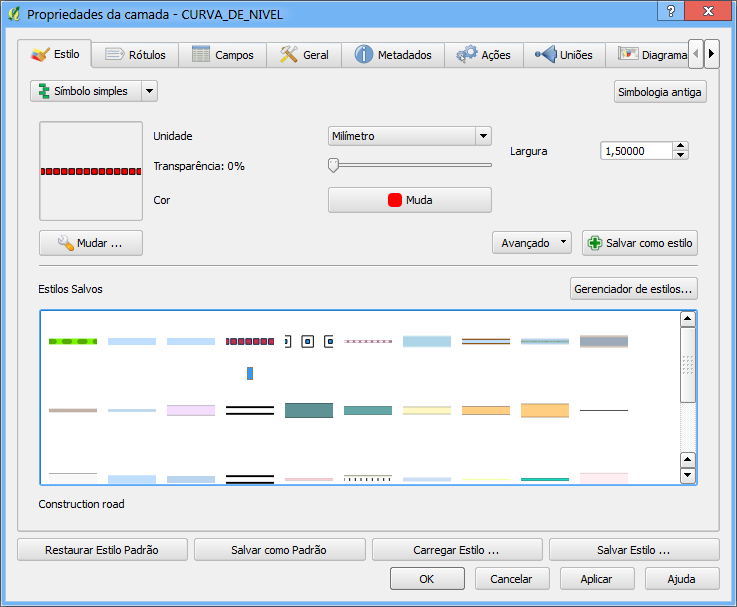 Propriedades da camada - CURVA_DE_NIVEL
Estilo
Rótulos
Campos
Geral
Metadados
Ações
Uniões
Diagrama
Símbolo simples
Simbologia antiga
Unidade
Milímetro
Largura
1,50000
Transparência: 0%
Cor
Muda
Mudar ...
Avançado
Salvar como estilo
Estilos Salvos
Gerenciador de estilos...
Construction road
Restaurar Estilo Padrão
Salvar como Padrão
Carregar Estilo ...
Salvar Estilo ...
OK
Cancelar
Aplicar
Ajuda